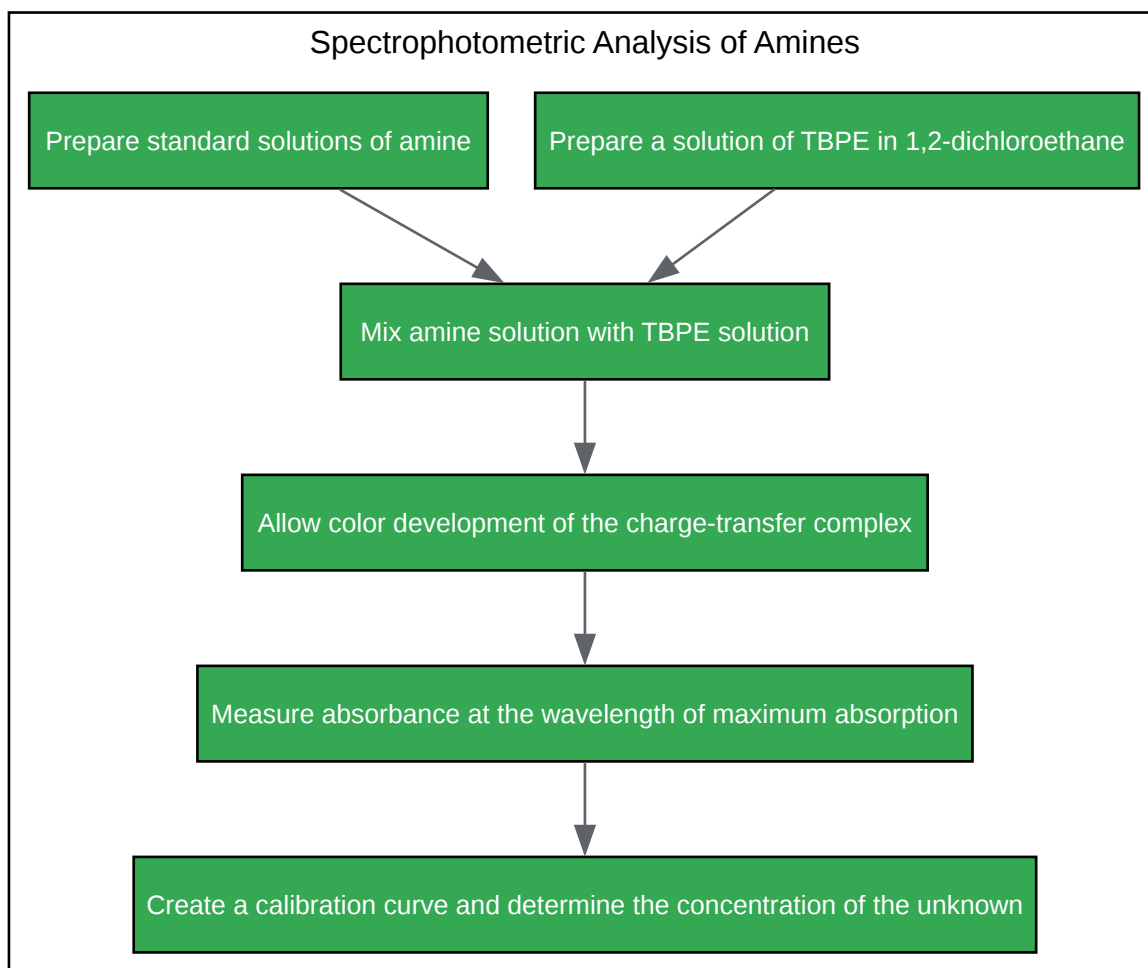 Spectrophotometric Analysis of Amines
Prepare standard solutions of amine
Prepare a solution of TBPE in 1,2-dichloroethane
Mix amine solution with TBPE solution
Allow color development of the charge-transfer complex
Measure absorbance at the wavelength of maximum absorption
Create a calibration curve and determine the concentration of the unknown